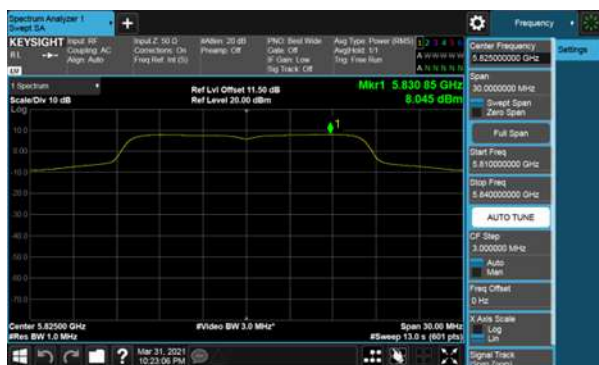 Spectrum Analyzer 1
Swept SA
Frequency
KEYSIGHT
RL
Input: RF
Coupling: AC
Align: Auto
Input Z: 50 Ω
Corrections: On
Freq Ref: Int (S)
#Atten: 20 dB
Preamp: Off
PNO: Best Wide
Gate: Off
IF Gain: Low
Sig Track: Off
Avg Type: Power (RMS)
Avg|Hold: 1/1
Trig: Free Run
1 2 3 4 5 6
A W W W W W
A N N N N N
1 Spectrum
Scale/Div 10 dB
Log
Ref Lvl Offset 11.50 dB
Ref Level 20.00 dBm
Mkr1 5.830 85 GHz
8.045 dBm
1
10.0
0.00
-10.0
-20.0
-30.0
-40.0
-50.0
-60.0
-70.0
Center 5.82500 GHz
#Res BW 1.0 MHz
#Video BW 3.0 MHz*
Span 30.00 MHz
#Sweep 13.0 s (601 pts)
Mar 31, 2021
10:23:06 PM
Center Frequency
5.825000000 GHz
Settings
Span
30.0000000 MHz
Swept Span
Zero Span
Full Span
Start Freq
5.810000000 GHz
Stop Freq
5.840000000 GHz
AUTO TUNE
CF Step
3.000000 MHz
Auto
Man
Freq Offset
0 Hz
X Axis Scale
Log
Lin
Signal Track
(Span Zoom)